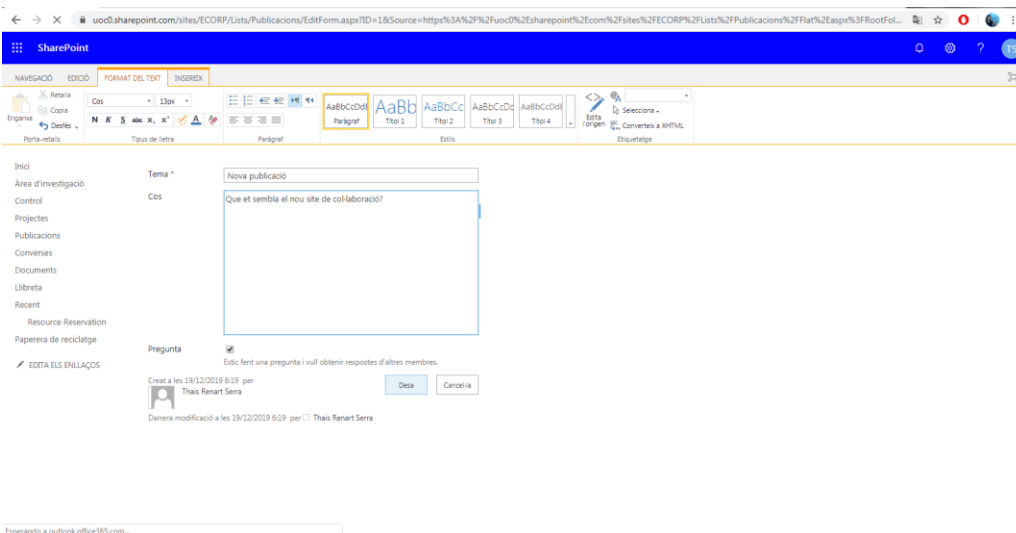 uoc0.sharepoint.com/sites/ECORP/Lists/Publicacions/EditForm.aspx?ID=1&Source=https%3A%2F%2Fuoc0%2Esharepoint%2Ecom%2Fsites%2FECORP%2FLists%2FPublicacions%2FFlat%2Easpx%3FRootFol...
SharePoint
TS
NAVEGACIÓ EDICIÓ FORMAT DEL TEXT INSEREIX
Enganxa
Retalla
Copia
Desfés
Porta-retalls
Cos 13px
N K S abc x, x' A
Tipus de lletra
Paràgraf
AaBbCcDdE AaBb AaBbCc AaBbCcDc AaBbCcDdE
Paràgraf Títol 1 Títol 2 Títol 3 Títol 4
Estils
Edita l'origen
Selecciona
Converteix a XHTML
Etiquetatge
Inici
Àrea d'investigació
Control
Projectes
Publicacions
Converses
Documents
Llibreta
Recent
Resource Reservation
Paperera de reciclatge
EDITA ELS ENLLAÇOS
Tema * Nova publicació
Cos Que et sembla el nou site de col·laboració?
Pregunta
Estic fent una pregunta i vull obtenir respostes d'altres membres.
Creat a les 19/12/2019 6:19 per
Thais Renart Serra
Desa Cancel·la
Darrera modificació a les 19/12/2019 6:19 per Thais Renart Serra
Esperando a outlook.office365.com...